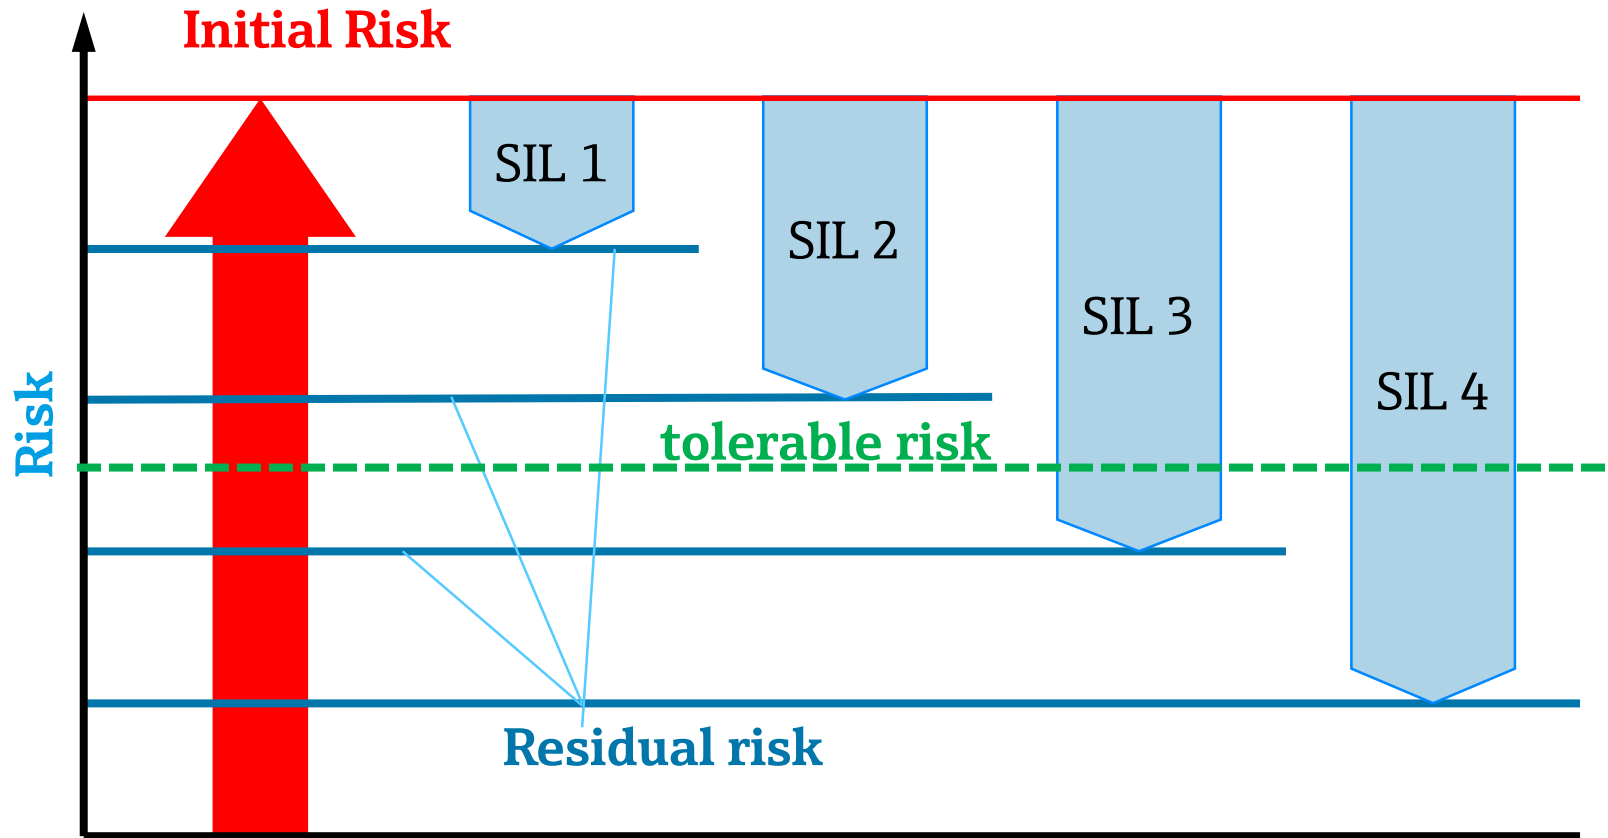 Initial Risk
SIL 1
SIL 2
SIL 3
SIL 4
Risk
tolerable risk
Residual risk